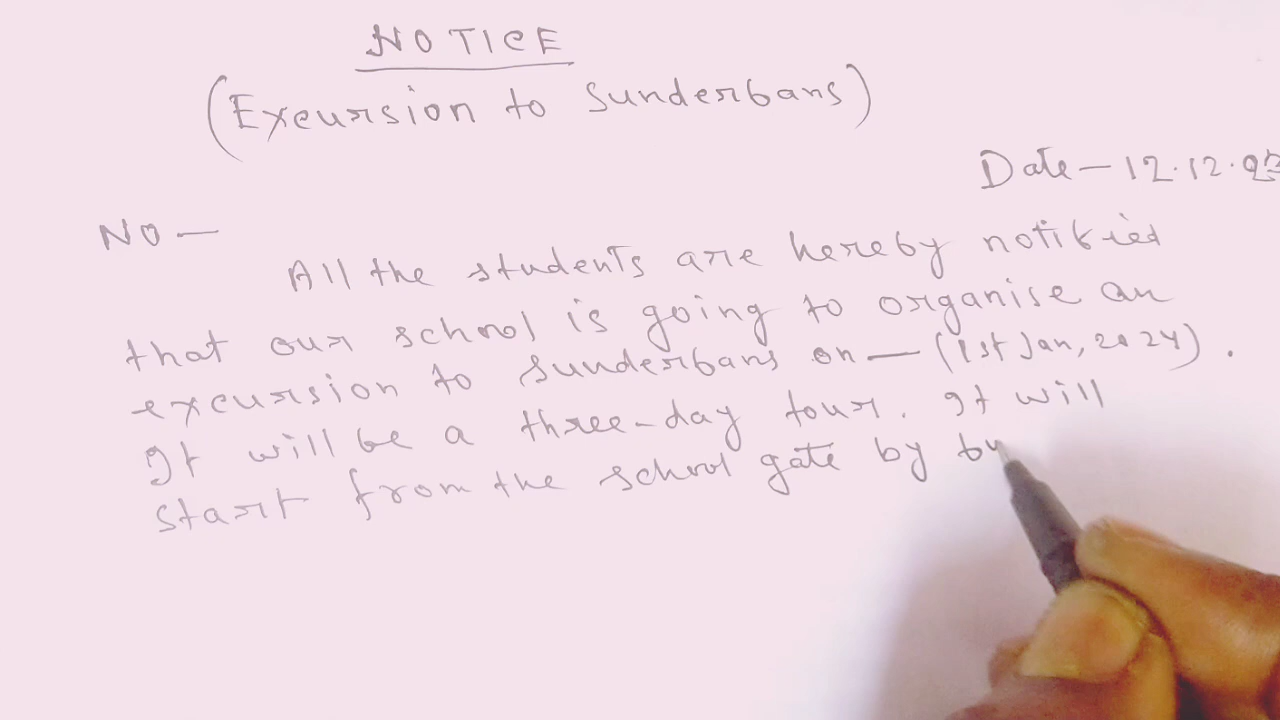 NOTICE
(Excursion to Sunderbans)
Date - 12.12.23
NO -
All the students are hereby notified
that our school is going to organise an
excursion to Sunderbans on - (1st Jan, 2024).
It will be a three-day tour. It will
start from the school gate by bu